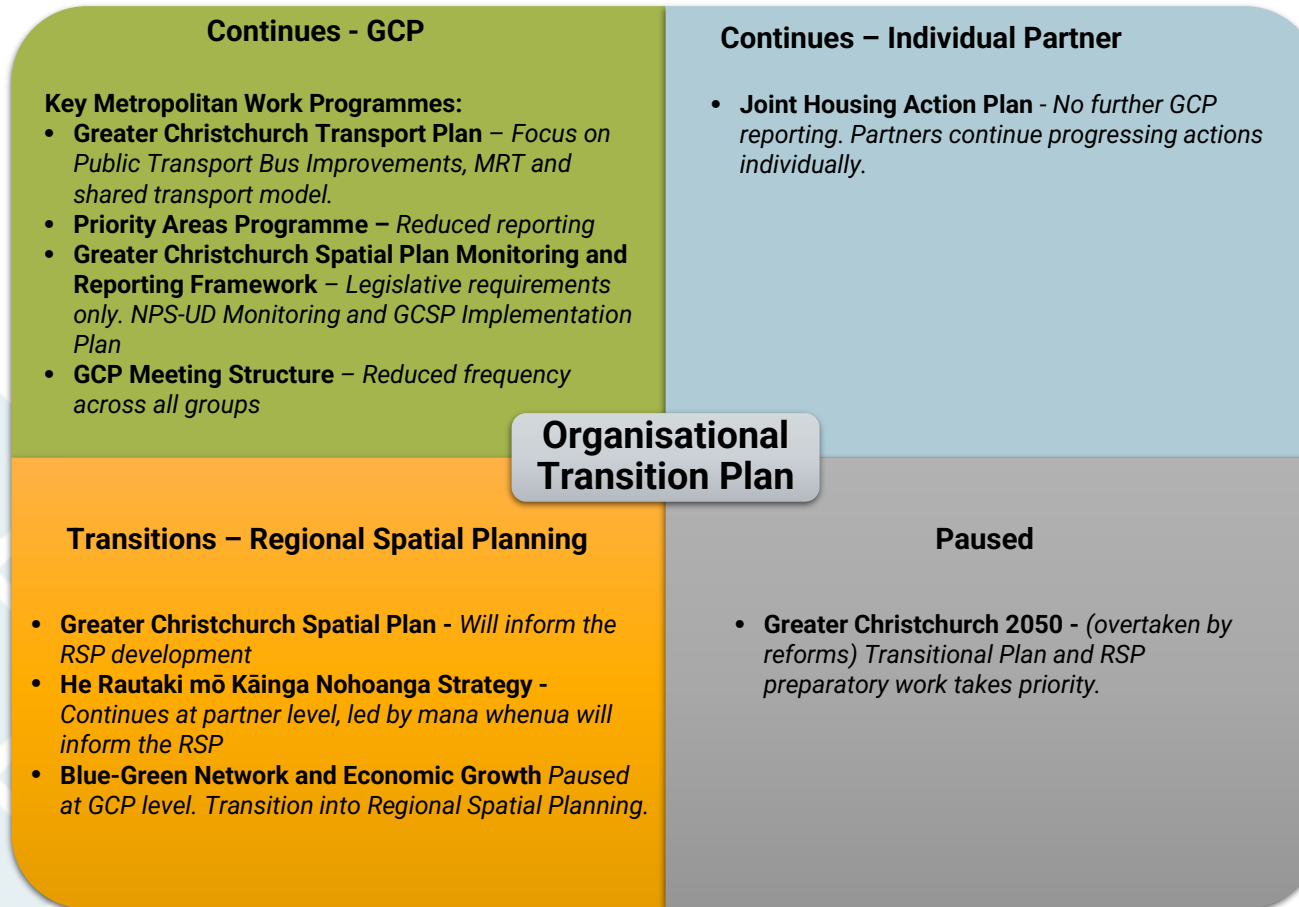 Continues - GCP
Key Metropolitan Work Programmes:
• Greater Christchurch Transport Plan – Focus on
Public Transport Bus Improvements, MRT and
shared transport model.
• Priority Areas Programme – Reduced reporting
• Greater Christchurch Spatial Plan Monitoring and
Reporting Framework – Legislative requirements
only. NPS-UD Monitoring and GCSP Implementation
Plan
• GCP Meeting Structure – Reduced frequency
across all groups
Continues – Individual Partner
• Joint Housing Action Plan - No further GCP
reporting. Partners continue progressing actions
individually.
Organisational
Transition Plan
Transitions – Regional Spatial Planning
• Greater Christchurch Spatial Plan - Will inform the
RSP development
• He Rautaki mō Kāinga Nohoanga Strategy -
Continues at partner level, led by mana whenua will
inform the RSP
• Blue-Green Network and Economic Growth Paused
at GCP level. Transition into Regional Spatial Planning.
Paused
• Greater Christchurch 2050 - (overtaken by
reforms) Transitional Plan and RSP
preparatory work takes priority.